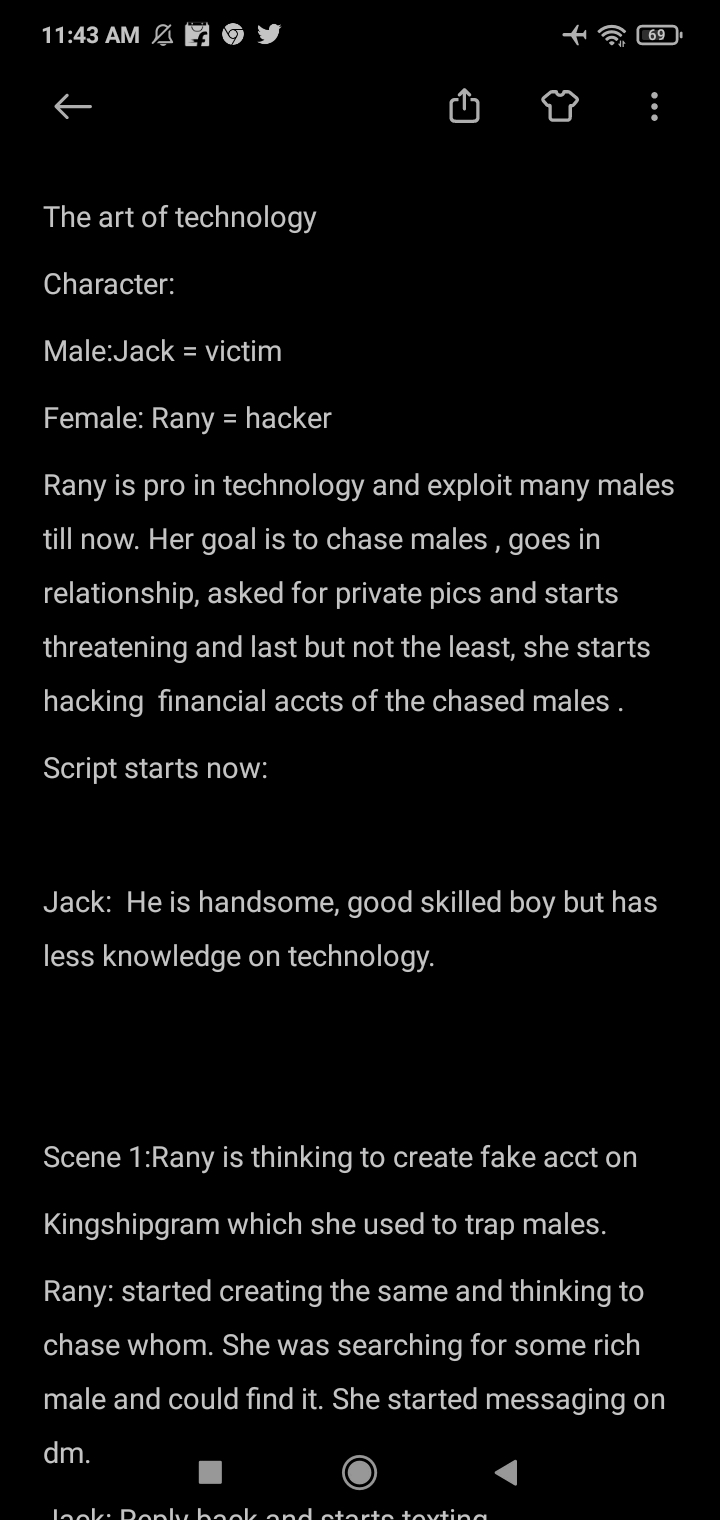 11:43 AM
69
The art of technology
Character:
Male:Jack = victim
Female: Rany = hacker
Rany is pro in technology and exploit many males
till now. Her goal is to chase males , goes in
relationship, asked for private pics and starts
threatening and last but not the least, she starts
hacking  financial accts of the chased males .
Script starts now:
Jack:  He is handsome, good skilled boy but has
less knowledge on technology.
Scene 1:Rany is thinking to create fake acct on
Kingshipgram which she used to trap males.
Rany: started creating the same and thinking to
chase whom. She was searching for some rich
male and could find it. She started messaging on
dm.
Jack: Reply back and starts texting